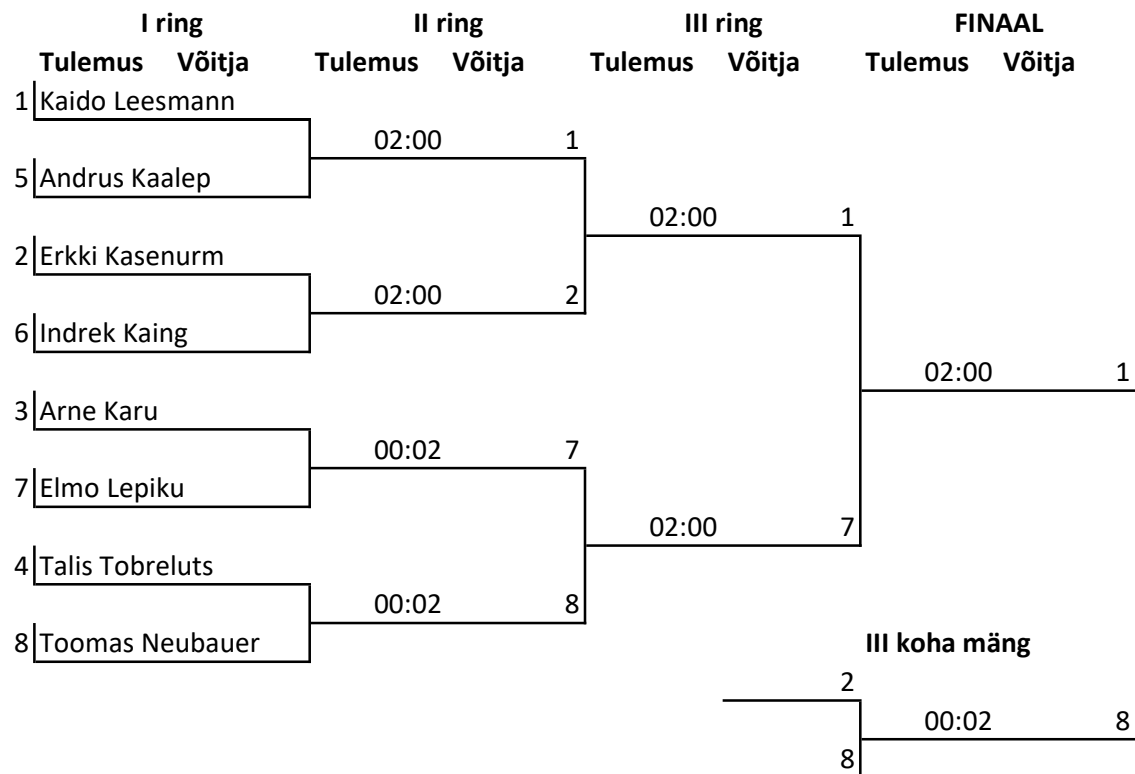 I ring II ring III ring FINAAL
Tulemus Võitja Tulemus Võitja Tulemus Võitja Tulemus Võitja
1 Kaido Leesmann
02:00 1
5 Andrus Kaalep
02:00 1
2 Erkki Kasenurm
02:00 2
6 Indrek Kaing
02:00 1
3 Arne Karu
00:02 7
7 Elmo Lepiku
02:00 7
4 Talis Tobreluts
00:02 8
8 Toomas Neubauer
III koha mäng
2
00:02 8
8